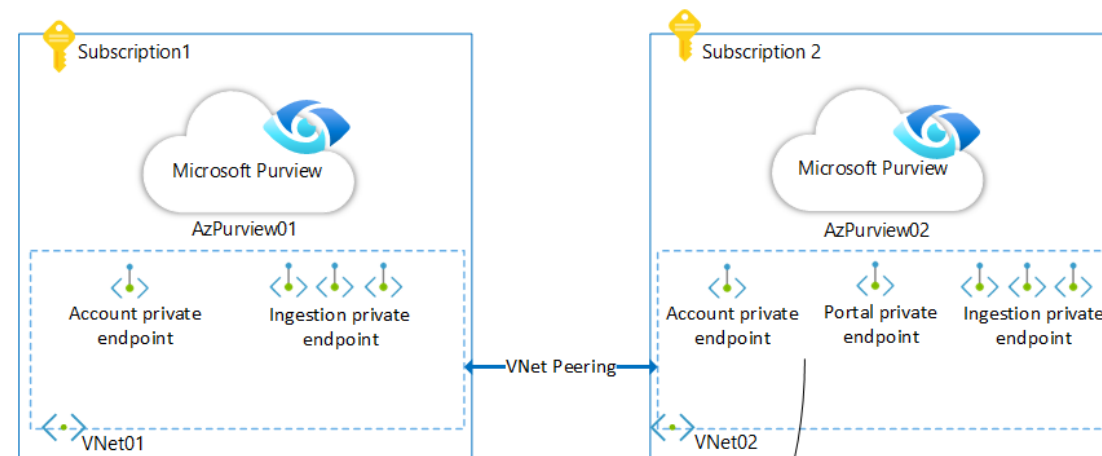 Subscription1
Microsoft Purview
AzPurview01
Account private
endpoint
Ingestion private
endpoint
VNet01
VNet Peering
Subscription 2
Microsoft Purview
AzPurview02
Account private
endpoint
Portal private
endpoint
Ingestion private
endpoint
VNet02